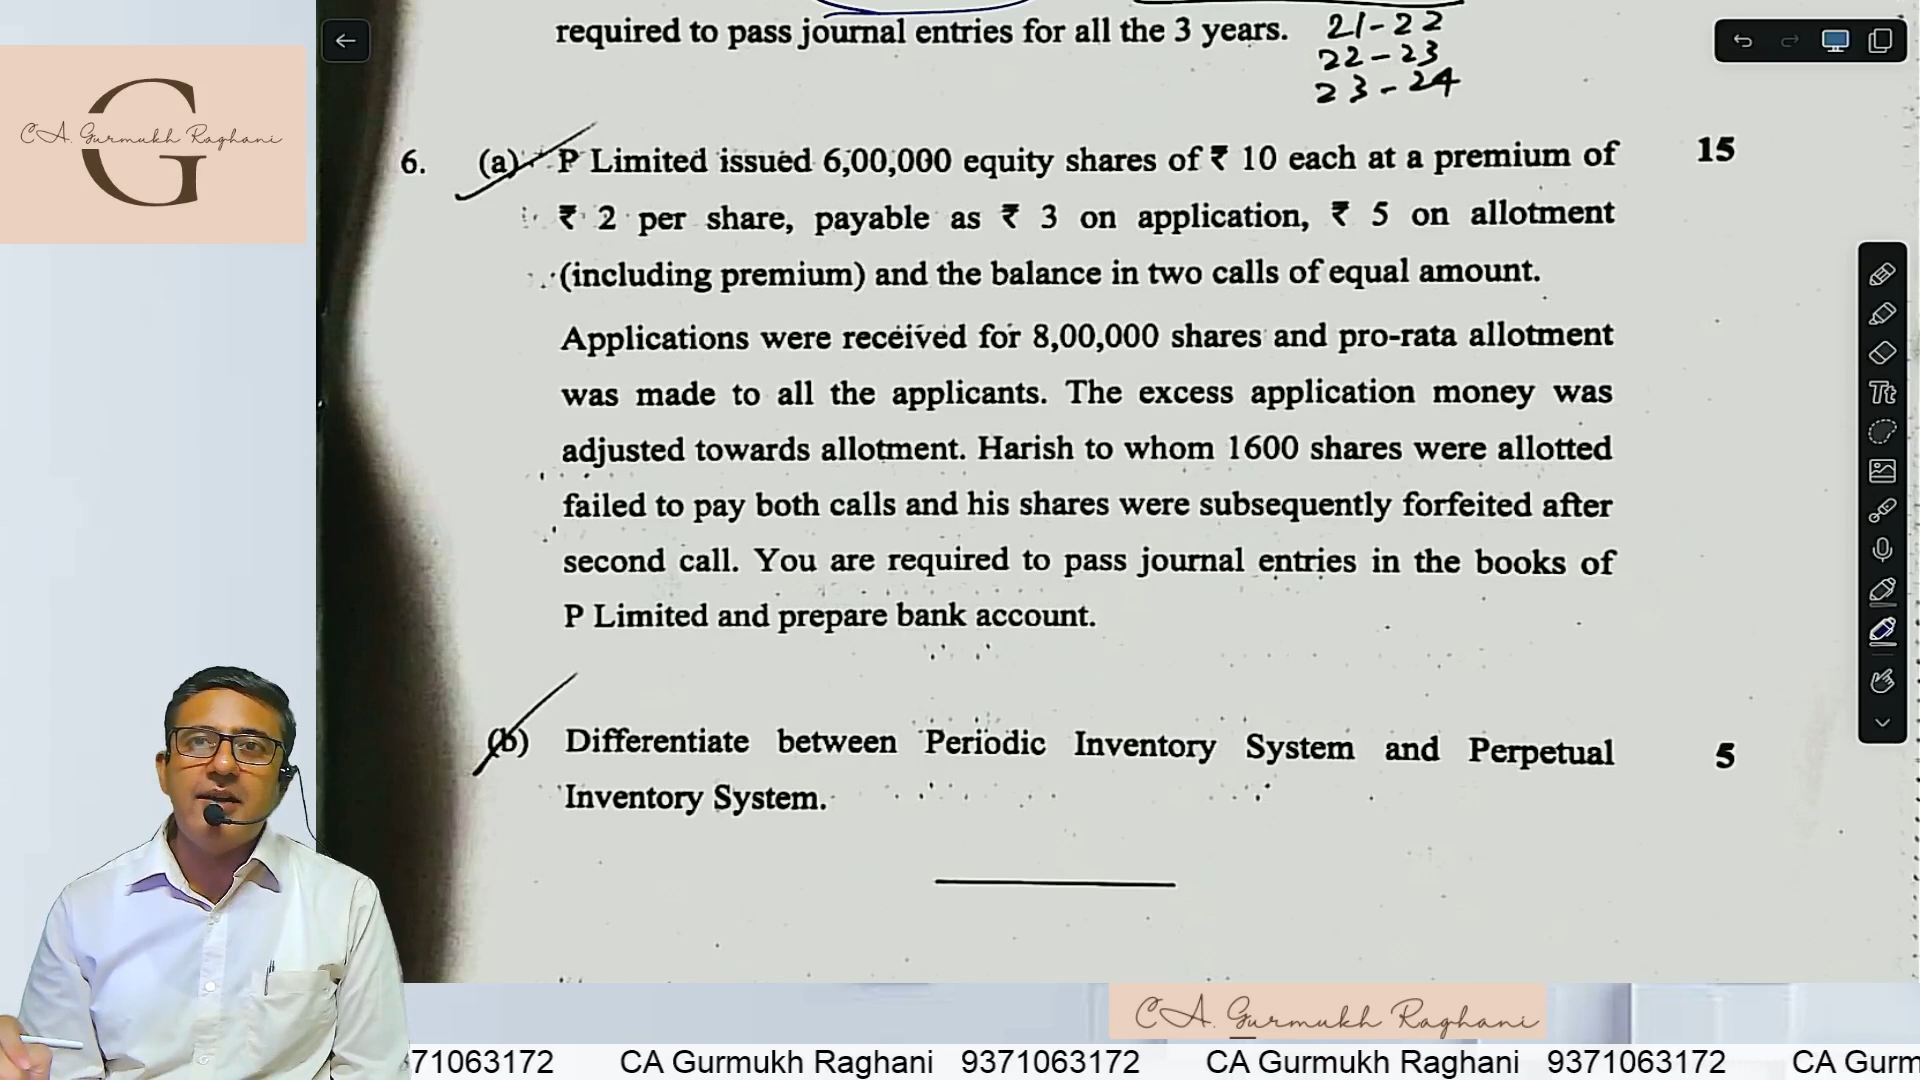 required to pass journal entries for all the 3 years.
21-22
22-23
23-24
CA. Gurmukh Raghani
G
6. (a) P Limited issued 6,00,000 equity shares of ₹ 10 each at a premium of 15
₹ 2 per share, payable as ₹ 3 on application, ₹ 5 on allotment
(including premium) and the balance in two calls of equal amount.
Applications were received for 8,00,000 shares and pro-rata allotment
was made to all the applicants. The excess application money was
adjusted towards allotment. Harish to whom 1600 shares were allotted
failed to pay both calls and his shares were subsequently forfeited after
second call. You are required to pass journal entries in the books of
P Limited and prepare bank account.
(b) Differentiate between Periodic Inventory System and Perpetual
Inventory System. 5
Tt
CA. Gurmukh Raghani
71063172 CA Gurmukh Raghani 9371063172 CA Gurmukh Raghani 9371063172 CA Gurm